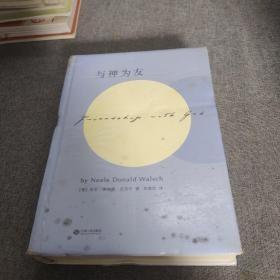 与神为友
Friendship with God
by Neale Donald Walsch